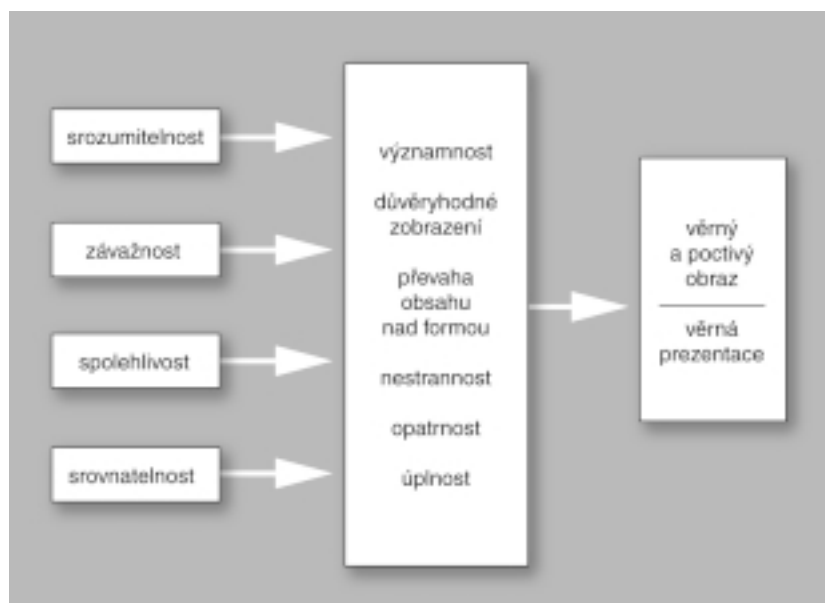 srozumitelnost
závažnost
spolehlivost
srovnatelnost
významnost
důvěryhodné
zobrazení
převaha
obsahu
nad formou
nestrannost
opatrnost
úplnost
věrný
a poctivý
obraz
věrná
prezentace